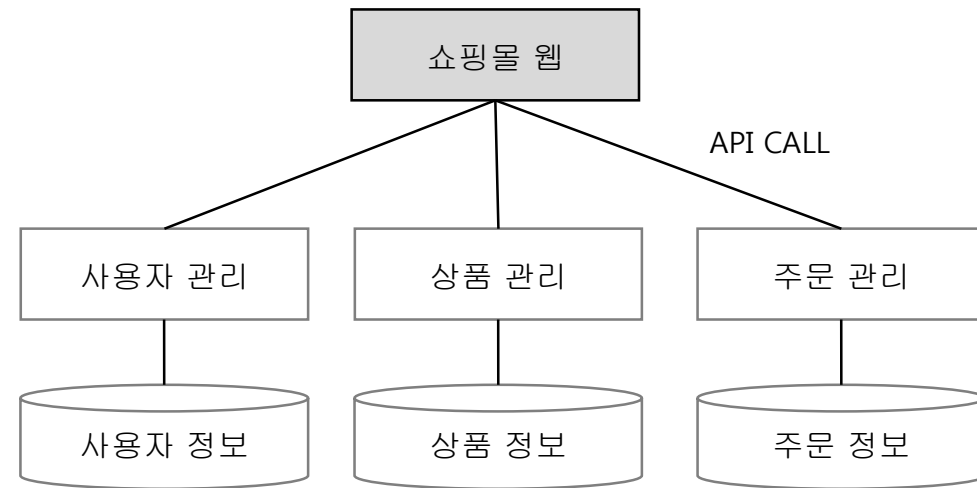 쇼핑몰 웹
API CALL
사용자 관리
상품 관리
주문 관리
사용자 정보
상품 정보
주문 정보